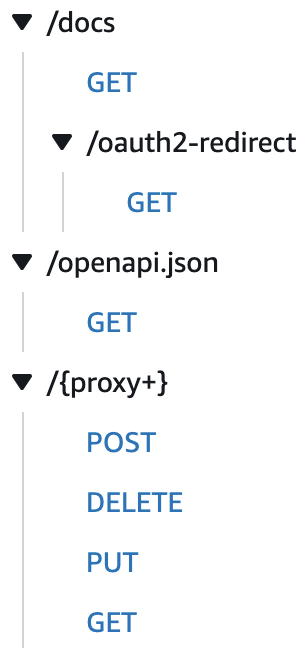 /docs
GET
/oauth2-redirect
GET
/openapi.json
GET
/{proxy+}
POST
DELETE
PUT
GET